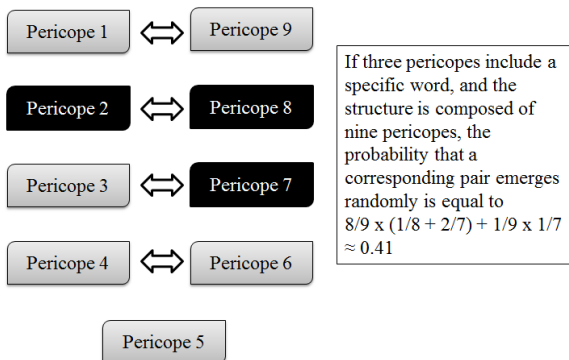 Pericope 1
Pericope 9
Pericope 2
Pericope 8
Pericope 3
Pericope 7
Pericope 4
Pericope 6
Pericope 5
If three pericopes include a
specific word, and the
structure is composed of
nine pericopes, the
probability that a
corresponding pair emerges
randomly is equal to
8/9 x (1/8 + 2/7) + 1/9 x 1/7
≈ 0.41